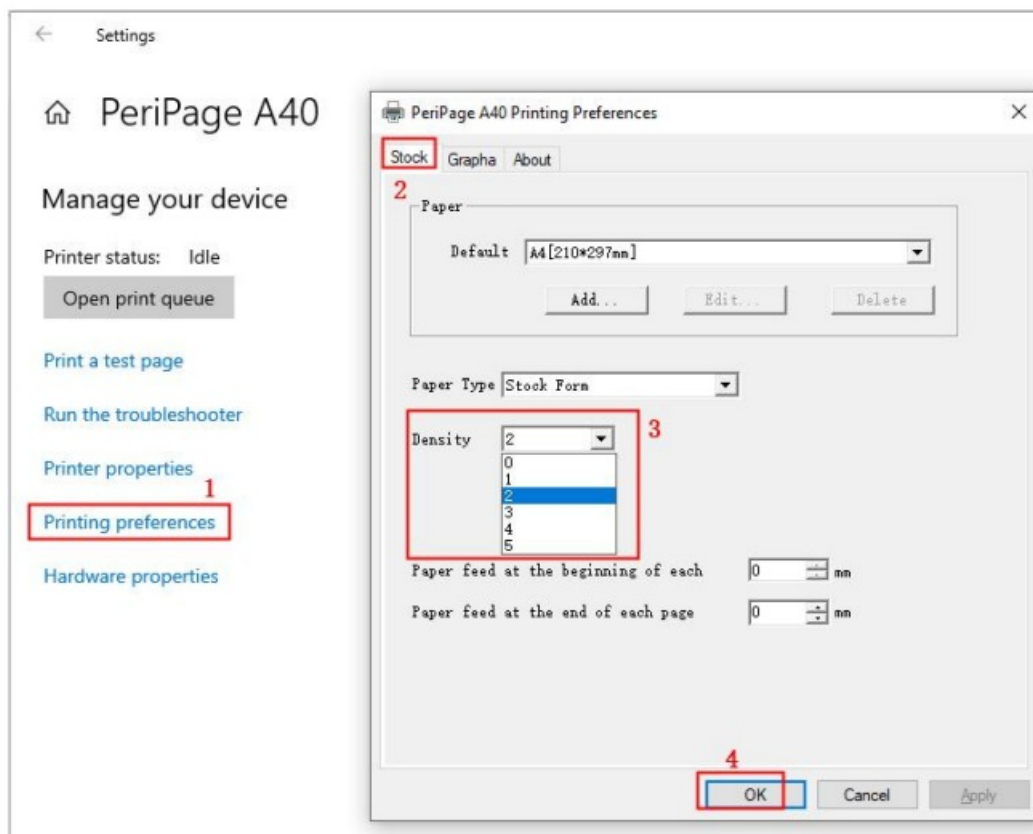 Settings
PeriPage A40
Manage your device
Printer status: Idle
Open print queue
Print a test page
Run the troubleshooter
Printer properties
1
Printing preferences
Hardware properties
PeriPage A40 Printing Preferences
Stock Grapha About
2
Paper
Default A4[210*297mm]
Add... Edit... Delete
Paper Type Stock Form
Density 2 3
0
1
2
3
4
5
Paper feed at the beginning of each 0 mm
Paper feed at the end of each page 0 mm
4
OK Cancel Apply